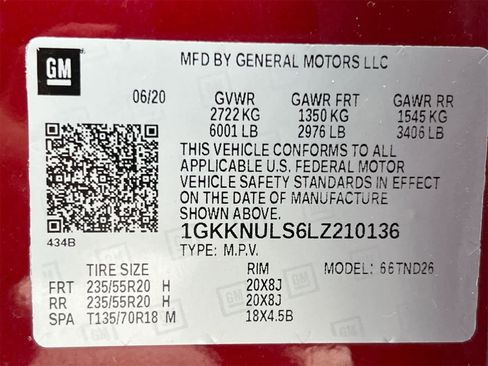 GM
MFD BY GENERAL MOTORS LLC
06/20 GVWR GAWR FRT GAWR RR
2722 KG 1350 KG 1545 KG
6001 LB 2976 LB 3406 LB
THIS VEHICLE CONFORMS TO ALL
APPLICABLE U.S. FEDERAL MOTOR
VEHICLE SAFETY STANDARDS IN EFFECT
ON THE DATE OF MANUFACTURE
SHOWN ABOVE.
434B
1GKKNULS6LZ210136
TYPE: M.P.V.
TIRE SIZE RIM MODEL: 66TND26
FRT 235/55R20 H 20X8J
RR 235/55R20 H 20X8J
SPA T135/70R18 M 18X4.5B